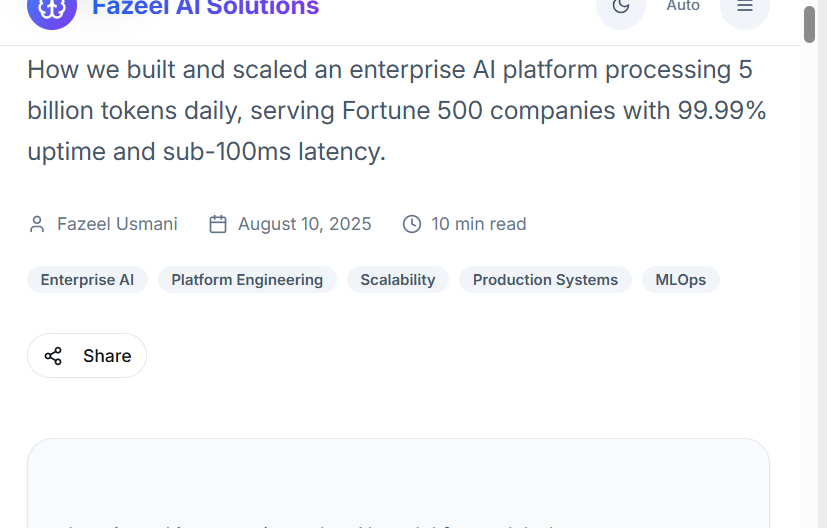 Fazeel AI Solutions
Auto
How we built and scaled an enterprise AI platform processing 5
billion tokens daily, serving Fortune 500 companies with 99.99%
uptime and sub-100ms latency.
Fazeel Usmani August 10, 2025 10 min read
Enterprise AI Platform Engineering Scalability Production Systems MLOps
Share